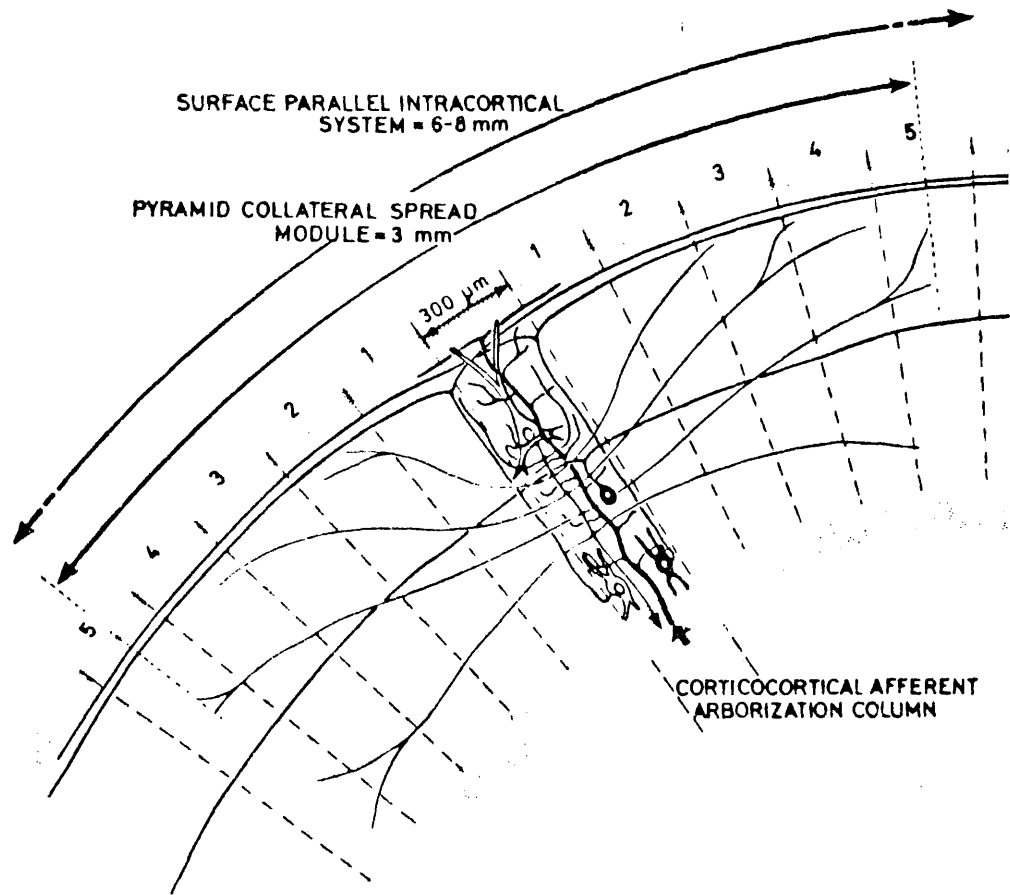 SURFACE PARALLEL INTRACORTICAL
SYSTEM = 6-8 mm
PYRAMID COLLATERAL SPREAD
MODULE = 3 mm
300 µm
1
2
3
4
5
1
2
3
4
5
CORTICOCORTICAL AFFERENT
ARBORIZATION COLUMN